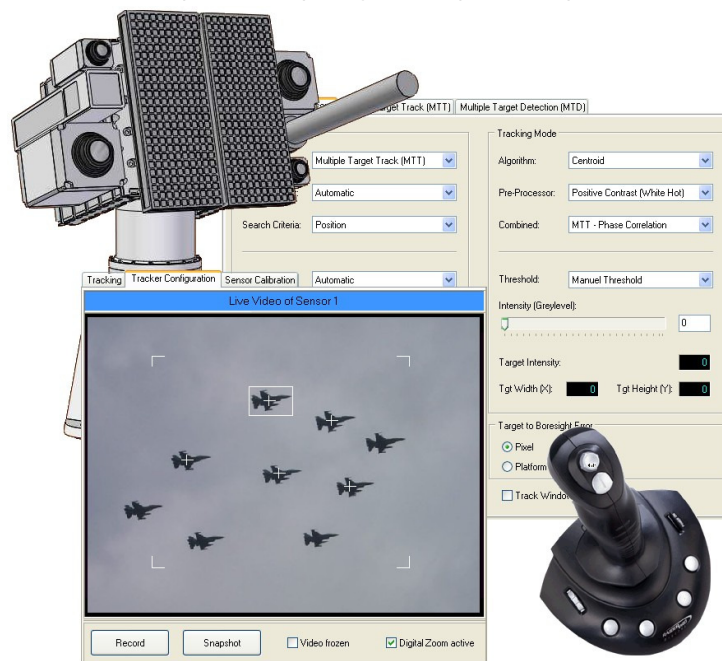 arget Track (MTT)
Multiple Target Detection (MTD)
Multiple Target Track (MTT)
Automatic
Search Criteria: Position
Automatic
Tracking Mode
Algorithm: Centroid
Pre-Processor: Positive Contrast (White Hot)
Combined: MTT - Phase Correlation
Threshold: Manuel Threshold
Intensity (Greylevel):
0
Target Intensity: 0
Tgt Width (X): 0 Tgt Height (Y): 0
Target to Boresight Error
Pixel
Platform
Track Windo
Tracking Tracker Configuration Sensor Calibration
Live Video of Sensor 1
Record Snapshot Video frozen Digital Zoom active